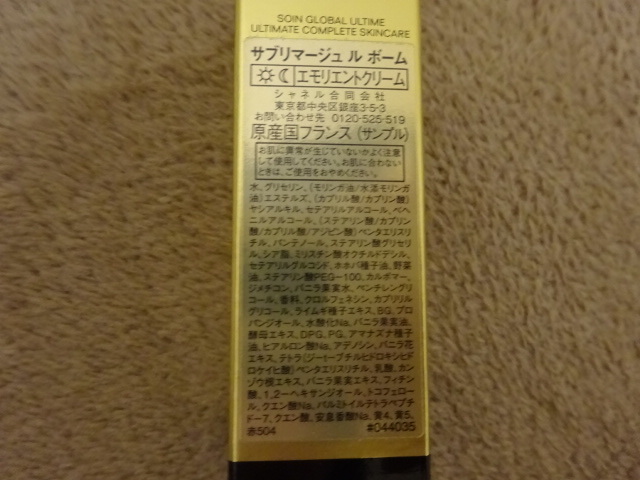 SOIN GLOBAL ULTIME
ULTIMATE COMPLETE SKINCARE
サブリマージュ ル ボーム
エモリエントクリーム
シャネル合同会社
東京都中央区銀座3-5-3
お問い合わせ先 0120-525-519
原産国フランス (サンプル)
お肌に異常が生じていないかよく注意
して使用してください。お肌に合わない
ときは、ご使用をおやめください。
水、グリセリン、(モリンガ油/水添モリンガ
油)エステルズ、(カプリル酸/カプリン酸)
ヤシアルキル、セテアリルアルコール、ベヘ
ニルアルコール、(ステアリン酸/カプリン
酸/カプリル酸/アジピン酸)ペンタエリスリ
チル、パンテノール、ステアリン酸グリセリ
ル、シア脂、ミリスチン酸オクチルドデシル、
セテアリルグルコシド、ホホバ種子油、野菜
油、ステアリン酸PEG-100、カルボマー、
ジメチコン、バニラ果実水、ペンチレングリ
コール、香料、クロルフェネシン、カプリリル
グリコール、ライムギ種子エキス、BG、プロ
パンジオール、水酸化Na、バニラ果実油、
酵母エキス、DPG、PG、アマナズナ種子
油、ヒアルロン酸Na、アデノシン、バニラ花
エキス、テトラ(ジ-t-ブチルヒドロキシヒド
ロケイヒ酸)ペンタエリスリチル、乳酸、カン
ゾウ根エキス、バニラ果実エキス、フィチン
酸、1,2-ヘキサンジオール、トコフェロー
ル、クエン酸Na、パルミトイルテトラペプチ
ド-7、クエン酸、安息香酸Na、黄4、黄5、
赤504 #044035